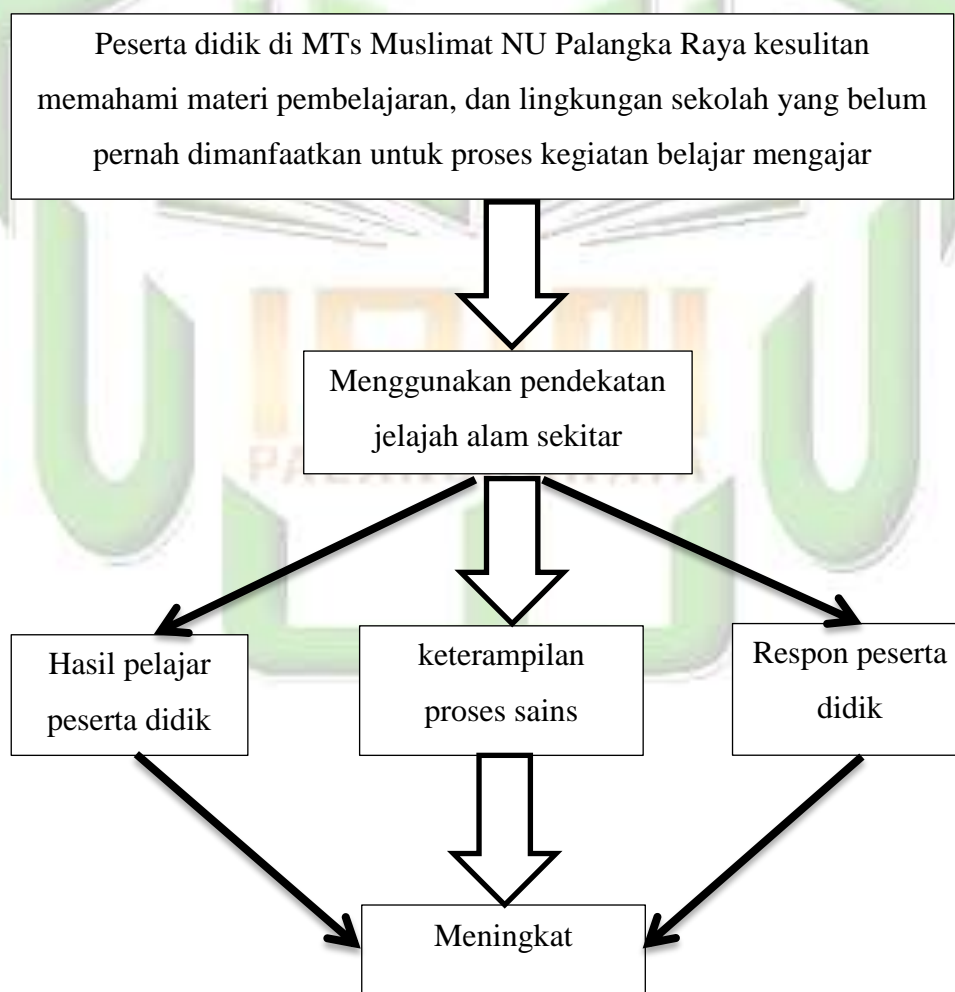 Peserta didik di MTs Muslimat NU Palangka Raya kesulitan
memahami materi pembelajaran, dan lingkungan sekolah yang belum
pernah dimanfaatkan untuk proses kegiatan belajar mengajar
Menggunakan pendekatan
jelajah alam sekitar
Hasil pelajar
peserta didik
keterampilan
proses sains
Respon peserta
didik
Meningkat